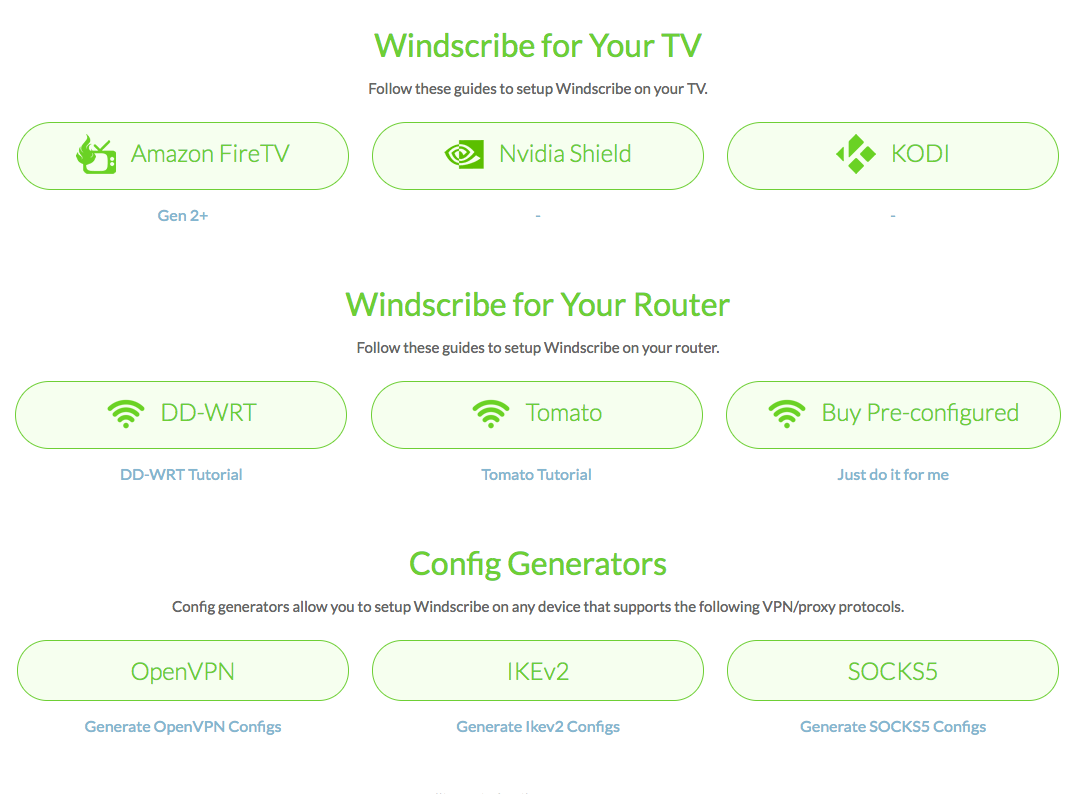 Windscribe for Your TV
Follow these guides to setup Windscribe on your TV.
Amazon FireTV
Nvidia Shield
KODI
Gen 2+
-
-
Windscribe for Your Router
Follow these guides to setup Windscribe on your router.
DD-WRT
Tomato
Buy Pre-configured
DD-WRT Tutorial
Tomato Tutorial
Just do it for me
Config Generators
Config generators allow you to setup Windscribe on any device that supports the following VPN/proxy protocols.
OpenVPN
IKEv2
SOCKS5
Generate OpenVPN Configs
Generate Ikev2 Configs
Generate SOCKS5 Configs